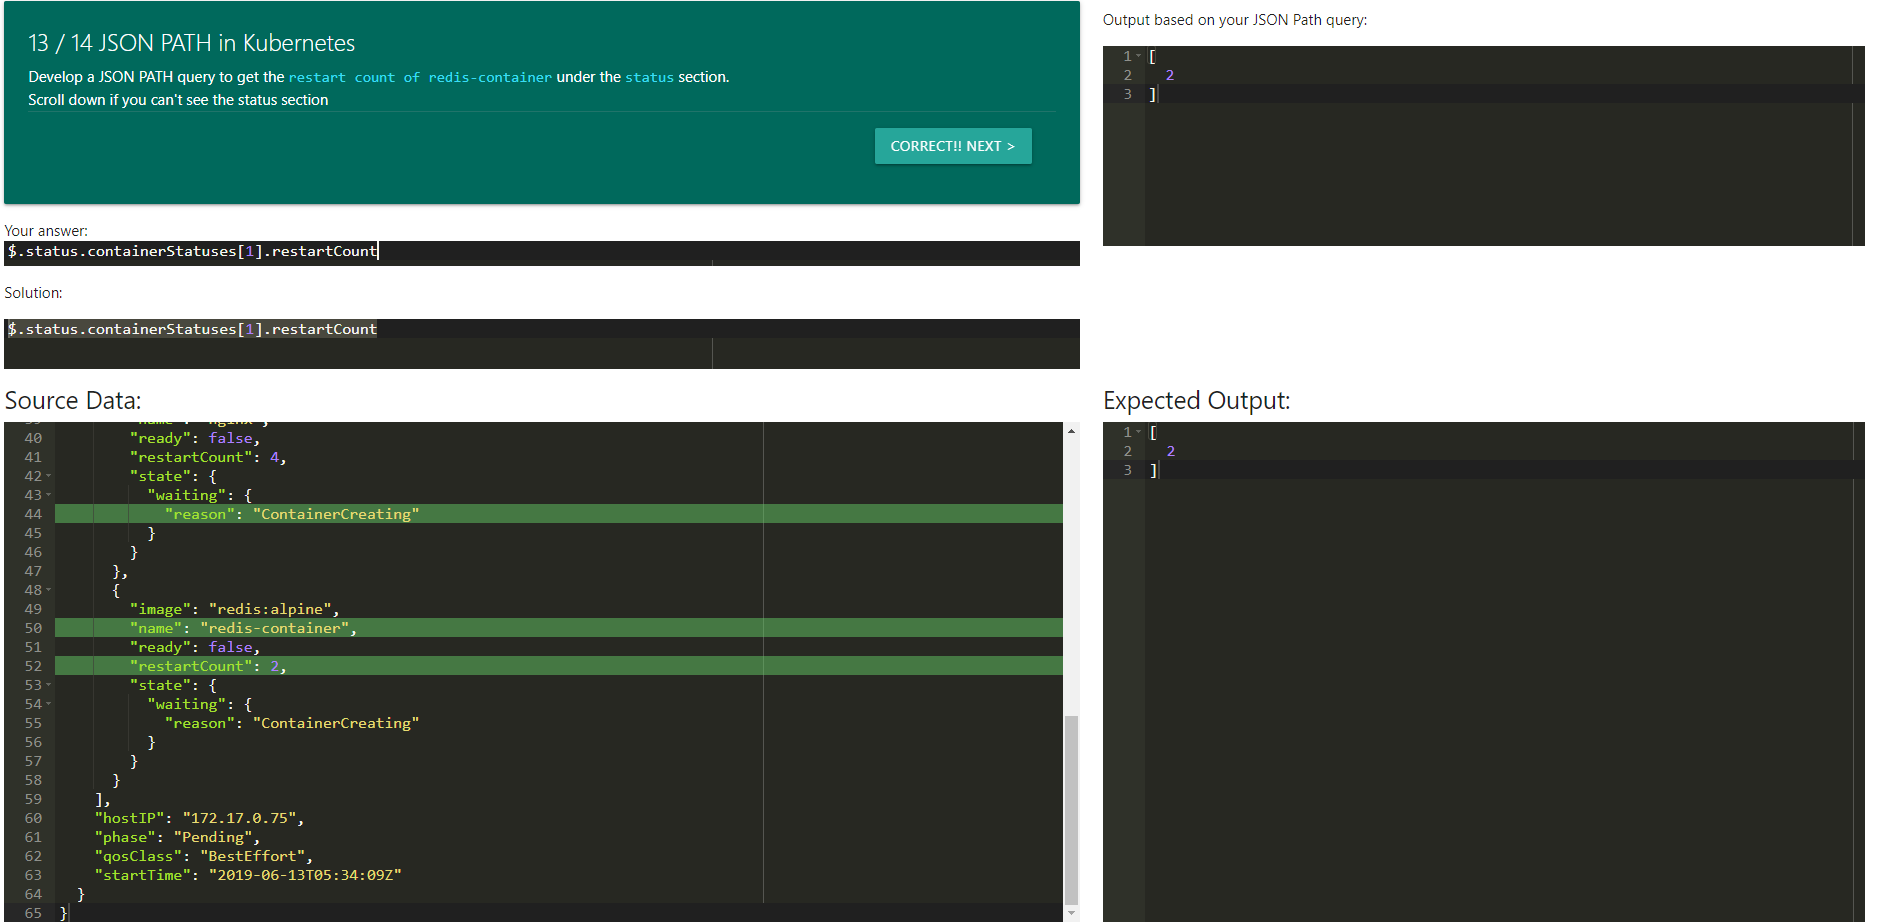 13 / 14 JSON PATH in Kubernetes
Develop a JSON PATH query to get the restart count of redis-container under the status section.
Scroll down if you can't see the status section
CORRECT!! NEXT >
Your answer:
$.status.containerStatuses[1].restartCount
Solution:
$.status.containerStatuses[1].restartCount
Source Data:
40 "ready": false,
41 "restartCount": 4,
42 "state": {
43 "waiting": {
44 "reason": "ContainerCreating"
45 }
46 }
47 },
48 {
49 "image": "redis:alpine",
50 "name": "redis-container",
51 "ready": false,
52 "restartCount": 2,
53 "state": {
54 "waiting": {
55 "reason": "ContainerCreating"
56 }
57 }
58 }
59 ],
60 "hostIP": "172.17.0.75",
61 "phase": "Pending",
62 "qosClass": "BestEffort",
63 "startTime": "2019-06-13T05:34:09Z"
64 }
65 }
Output based on your JSON Path query:
1 [
2 2
3 ]
Expected Output:
1 [
2 2
3 ]